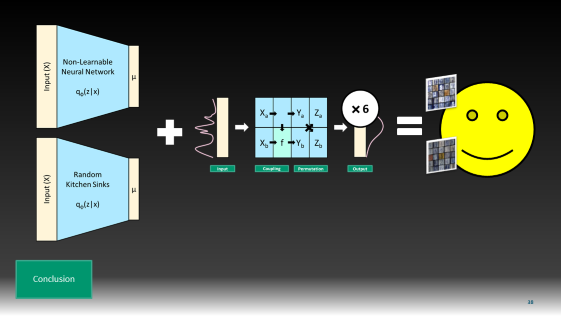 Input (X)
Non-Learnable
Neural Network
qΦ(z|x)
μ
Input (X)
Random
Kitchen Sinks
qΦ(z|x)
μ
Xa Ya Za
Xb f Yb Zb
× 6
Input
Coupling
Permutation
Output
Conclusion
38